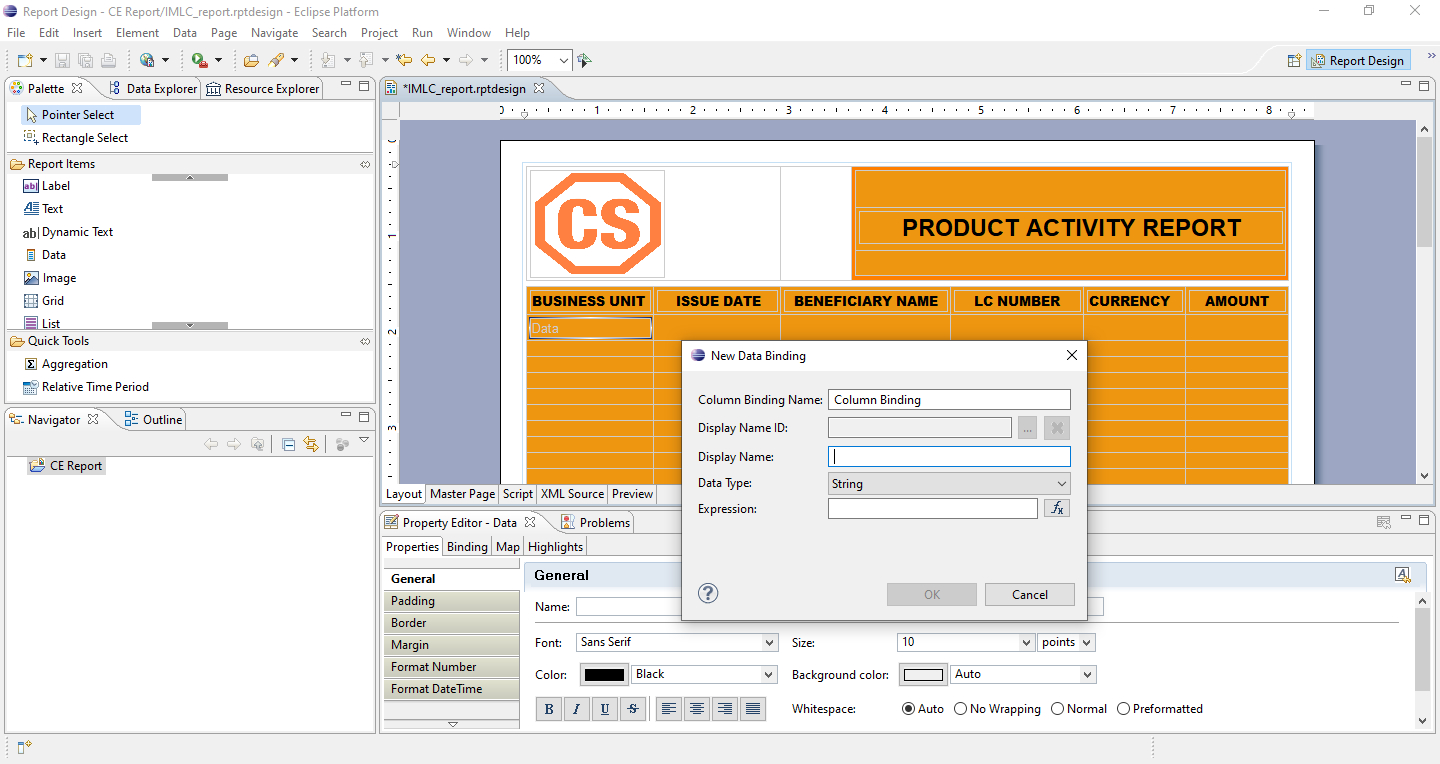 Report Design - CE Report/IMLC_report.rptdesign - Eclipse Platform
File Edit Insert Element Data Page Navigate Search Project Run Window Help
100%
Report Design
Palette Data Explorer Resource Explorer
Pointer Select
Rectangle Select
Report Items
Label
Text
Dynamic Text
Data
Image
Grid
List
Quick Tools
Aggregation
Relative Time Period
Navigator Outline
CE Report
*IMLC_report.rptdesign
0 1 2 3 4 5 6 7 8
1
2
3
CS
PRODUCT ACTIVITY REPORT
BUSINESS UNIT ISSUE DATE BENEFICIARY NAME LC NUMBER CURRENCY AMOUNT
Data
Layout Master Page Script XML Source Preview
New Data Binding
Column Binding Name: Column Binding
Display Name ID: ...
Display Name:
Data Type: String
Expression: fx
? OK Cancel
Property Editor - Data Problems
Properties Binding Map Highlights
General
Padding
Border
Margin
Format Number
Format DateTime
General
Name:
Font: Sans Serif Size: 10 points
Color: Black Background color: Auto
B I U S Whitespace: Auto No Wrapping Normal Preformatted